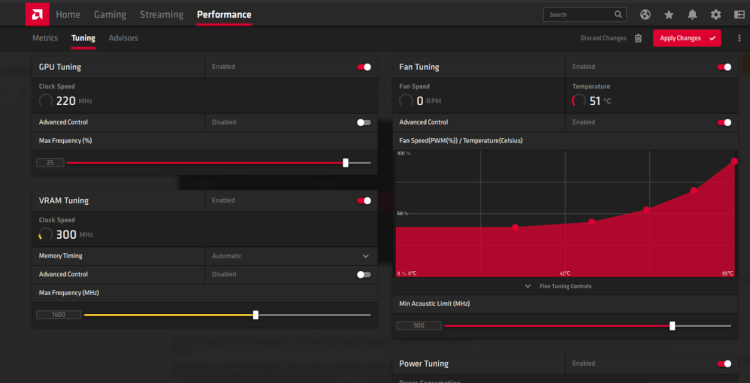 Home Gaming Streaming Performance Search
Metrics Tuning Advisors Discard Changes Apply Changes
GPU Tuning Enabled
Clock Speed
220 MHz
Advanced Control Disabled
Max Frequency (%)
25
VRAM Tuning Enabled
Clock Speed
300 MHz
Memory Timing Automatic
Advanced Control Disabled
Max Frequency (MHz)
1600
Fan Tuning Enabled
Fan Speed Temperature
0 RPM 51 °C
Advanced Control Enabled
Fan Speed(PWM(%)) / Temperature(Celsius)
100 %
50%
0 %, 0°C
Fine Tuning Controls
Min Acoustic Limit (MHz)
900
Power Tuning Enabled